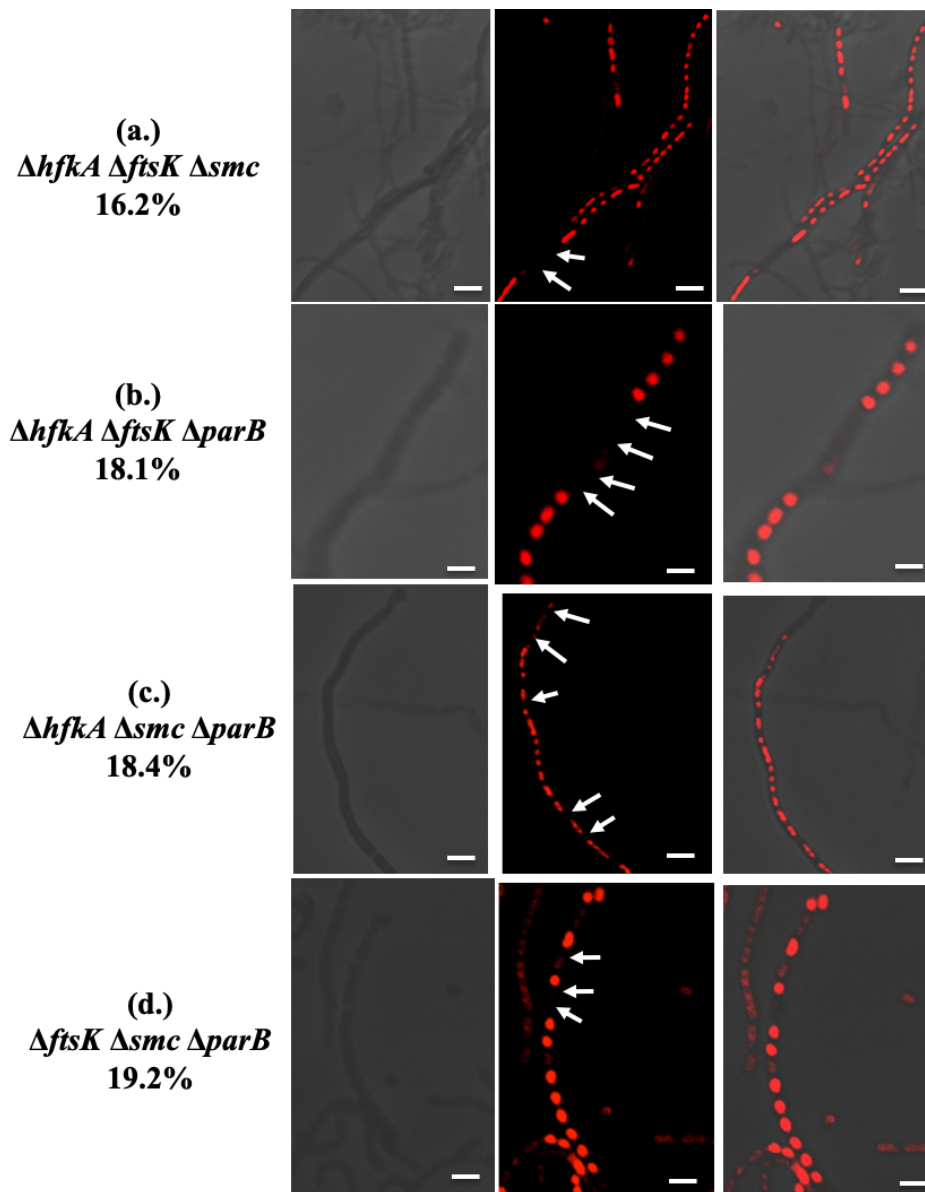 (a.)
ΔhfkA ΔftsK Δsmc
16.2%
(b.)
ΔhfkA ΔftsK ΔparB
18.1%
(c.)
ΔhfkA Δsmc ΔparB
18.4%
(d.)
ΔftsK Δsmc ΔparB
19.2%